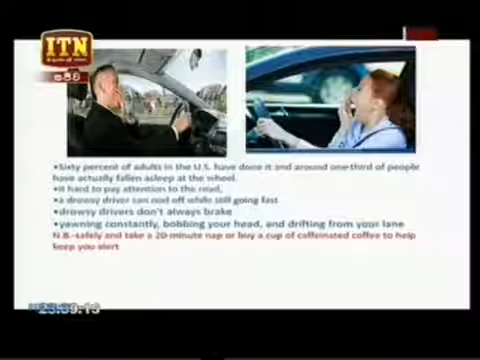 ITN
•Sixty percent of adults in the U.S. have done it and around one-third of people
have actually fallen asleep at the wheel.
•it hard to pay attention to the road,
•a drowsy driver can nod off while still going fast
•drowsy drivers don't always brake
•yawning constantly, bobbing your head, and drifting from your lane
N.B.-safely and take a 20-minute nap or buy a cup of caffeinated coffee to help
keep you alert